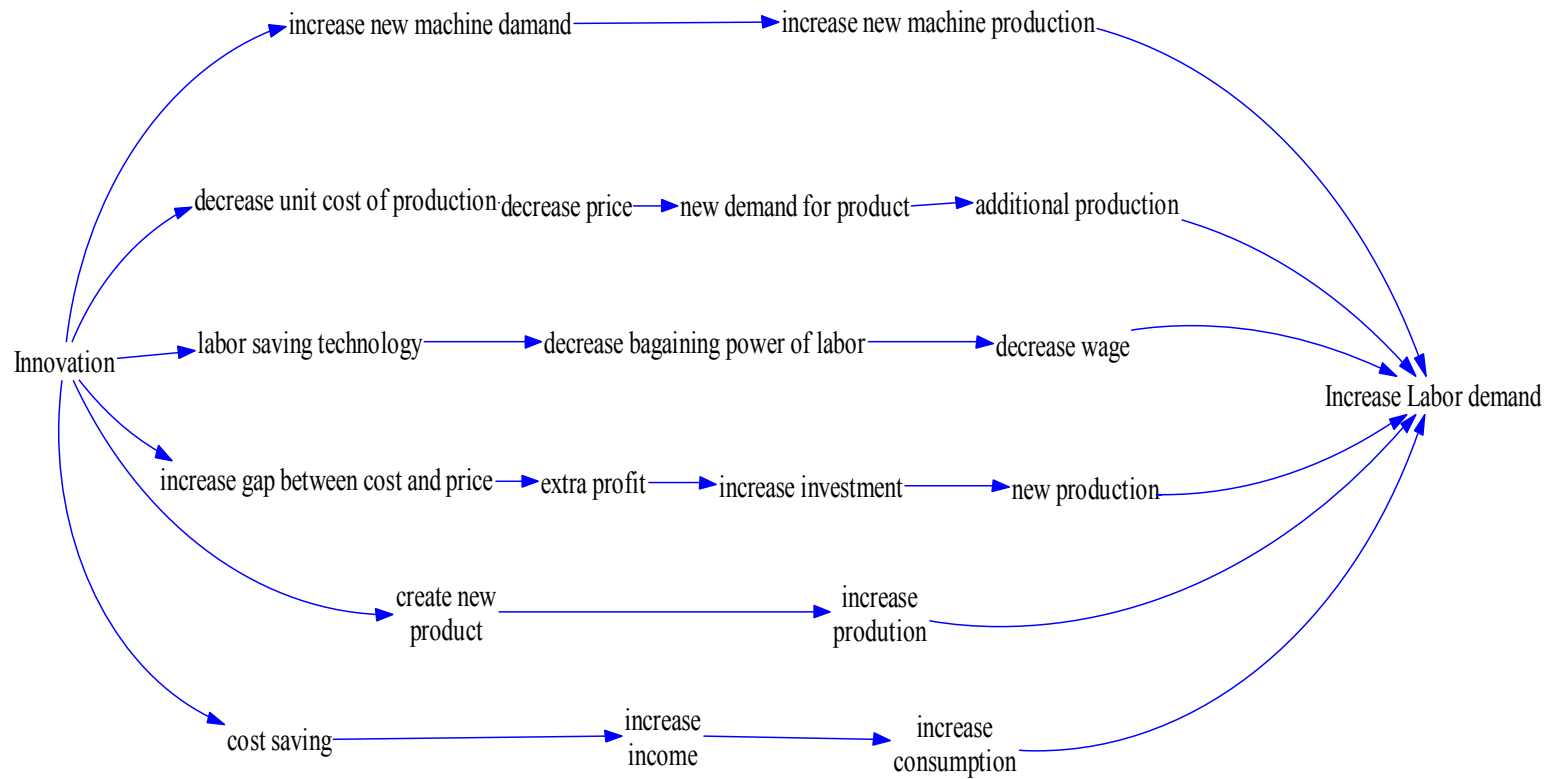 increase new machine damand
increase new machine production
decrease unit cost of production
decrease price
new demand for product
additional production
Innovation
labor saving technology
decrease bagaining power of labor
decrease wage
Increase Labor demand
increase gap between cost and price
extra profit
increase investment
new production
create new
product
increase
prodution
cost saving
increase
income
increase
consumption